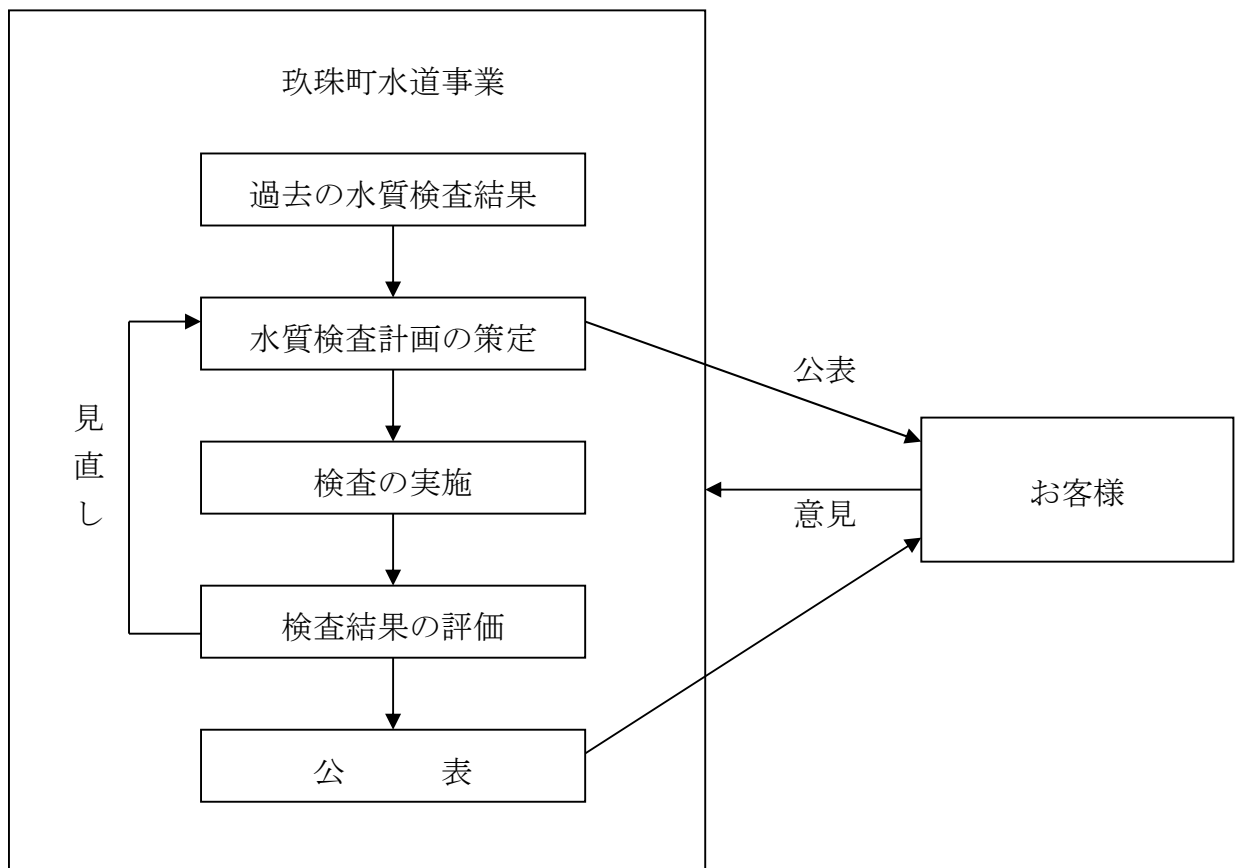 玖珠町水道事業
過去の水質検査結果
水質検査計画の策定
公表
見直し
検査の実施
お客様
意見
検査結果の評価
公　　　表